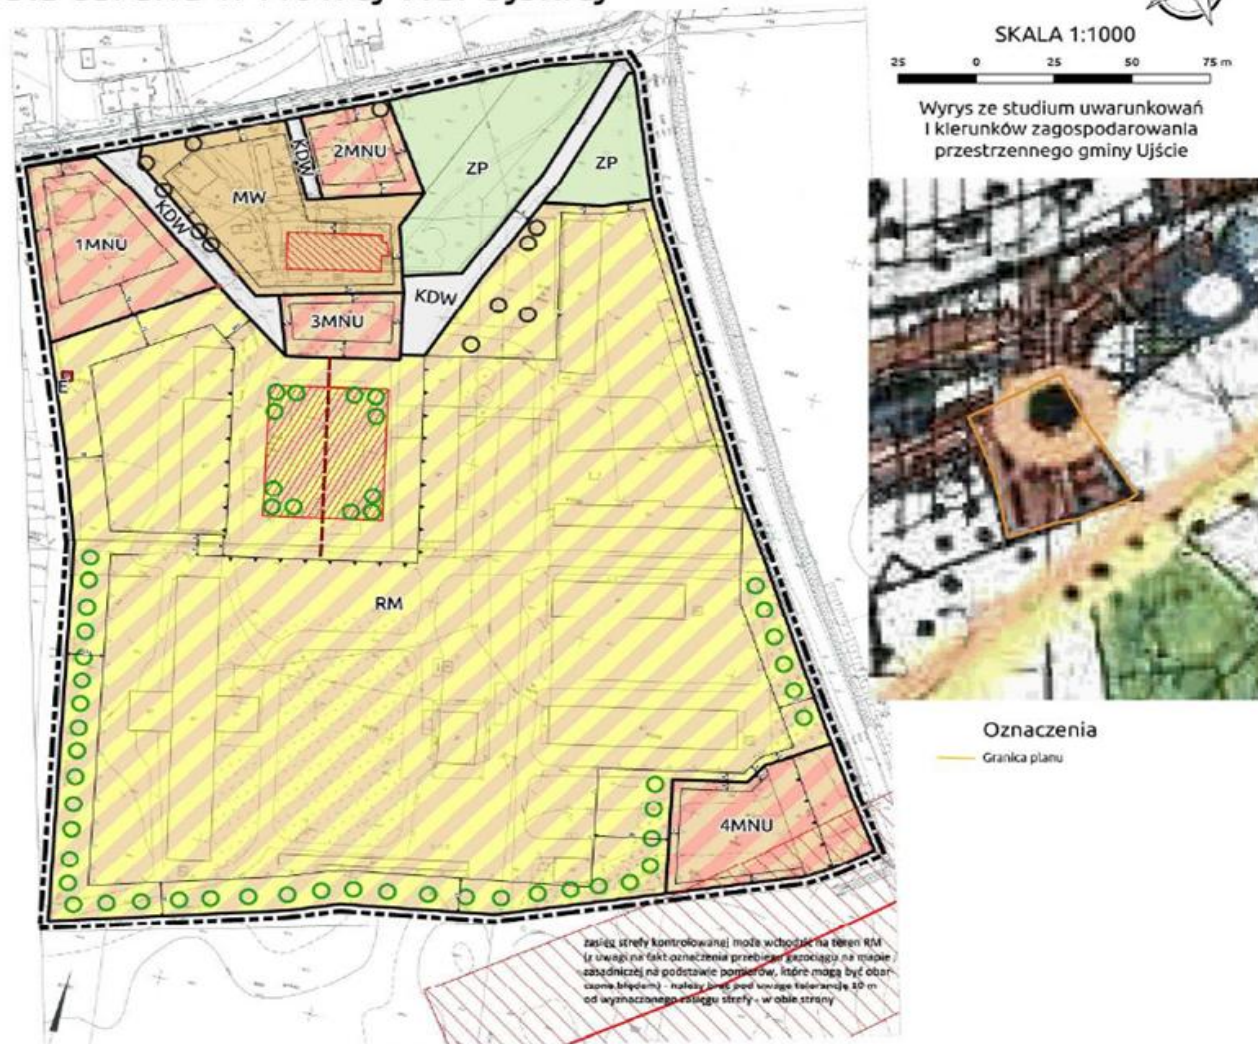 SKALA 1:1000
25 0 25 50 75 m
Wyrys ze studium uwarunkowań
i kierunków zagospodarowania
przestrzennego gminy Ujście
KDW
2MNU
ZP
ZP
MW
KDW
1MNU
KDW
3MNU
E
RM
4MNU
Oznaczenia
Granica planu
zasięg strefy kontrolowanej może wchodzić na teren RM
(z uwagi na fakt oznaczenia przebiegu gazociągu na mapie
zasadniczej na podstawie pomiarów, które mogą być obar-
czone błędem) - należy brać pod uwagę tolerancję 10 m
od wyznaczonego zasięgu strefy - w obie strony